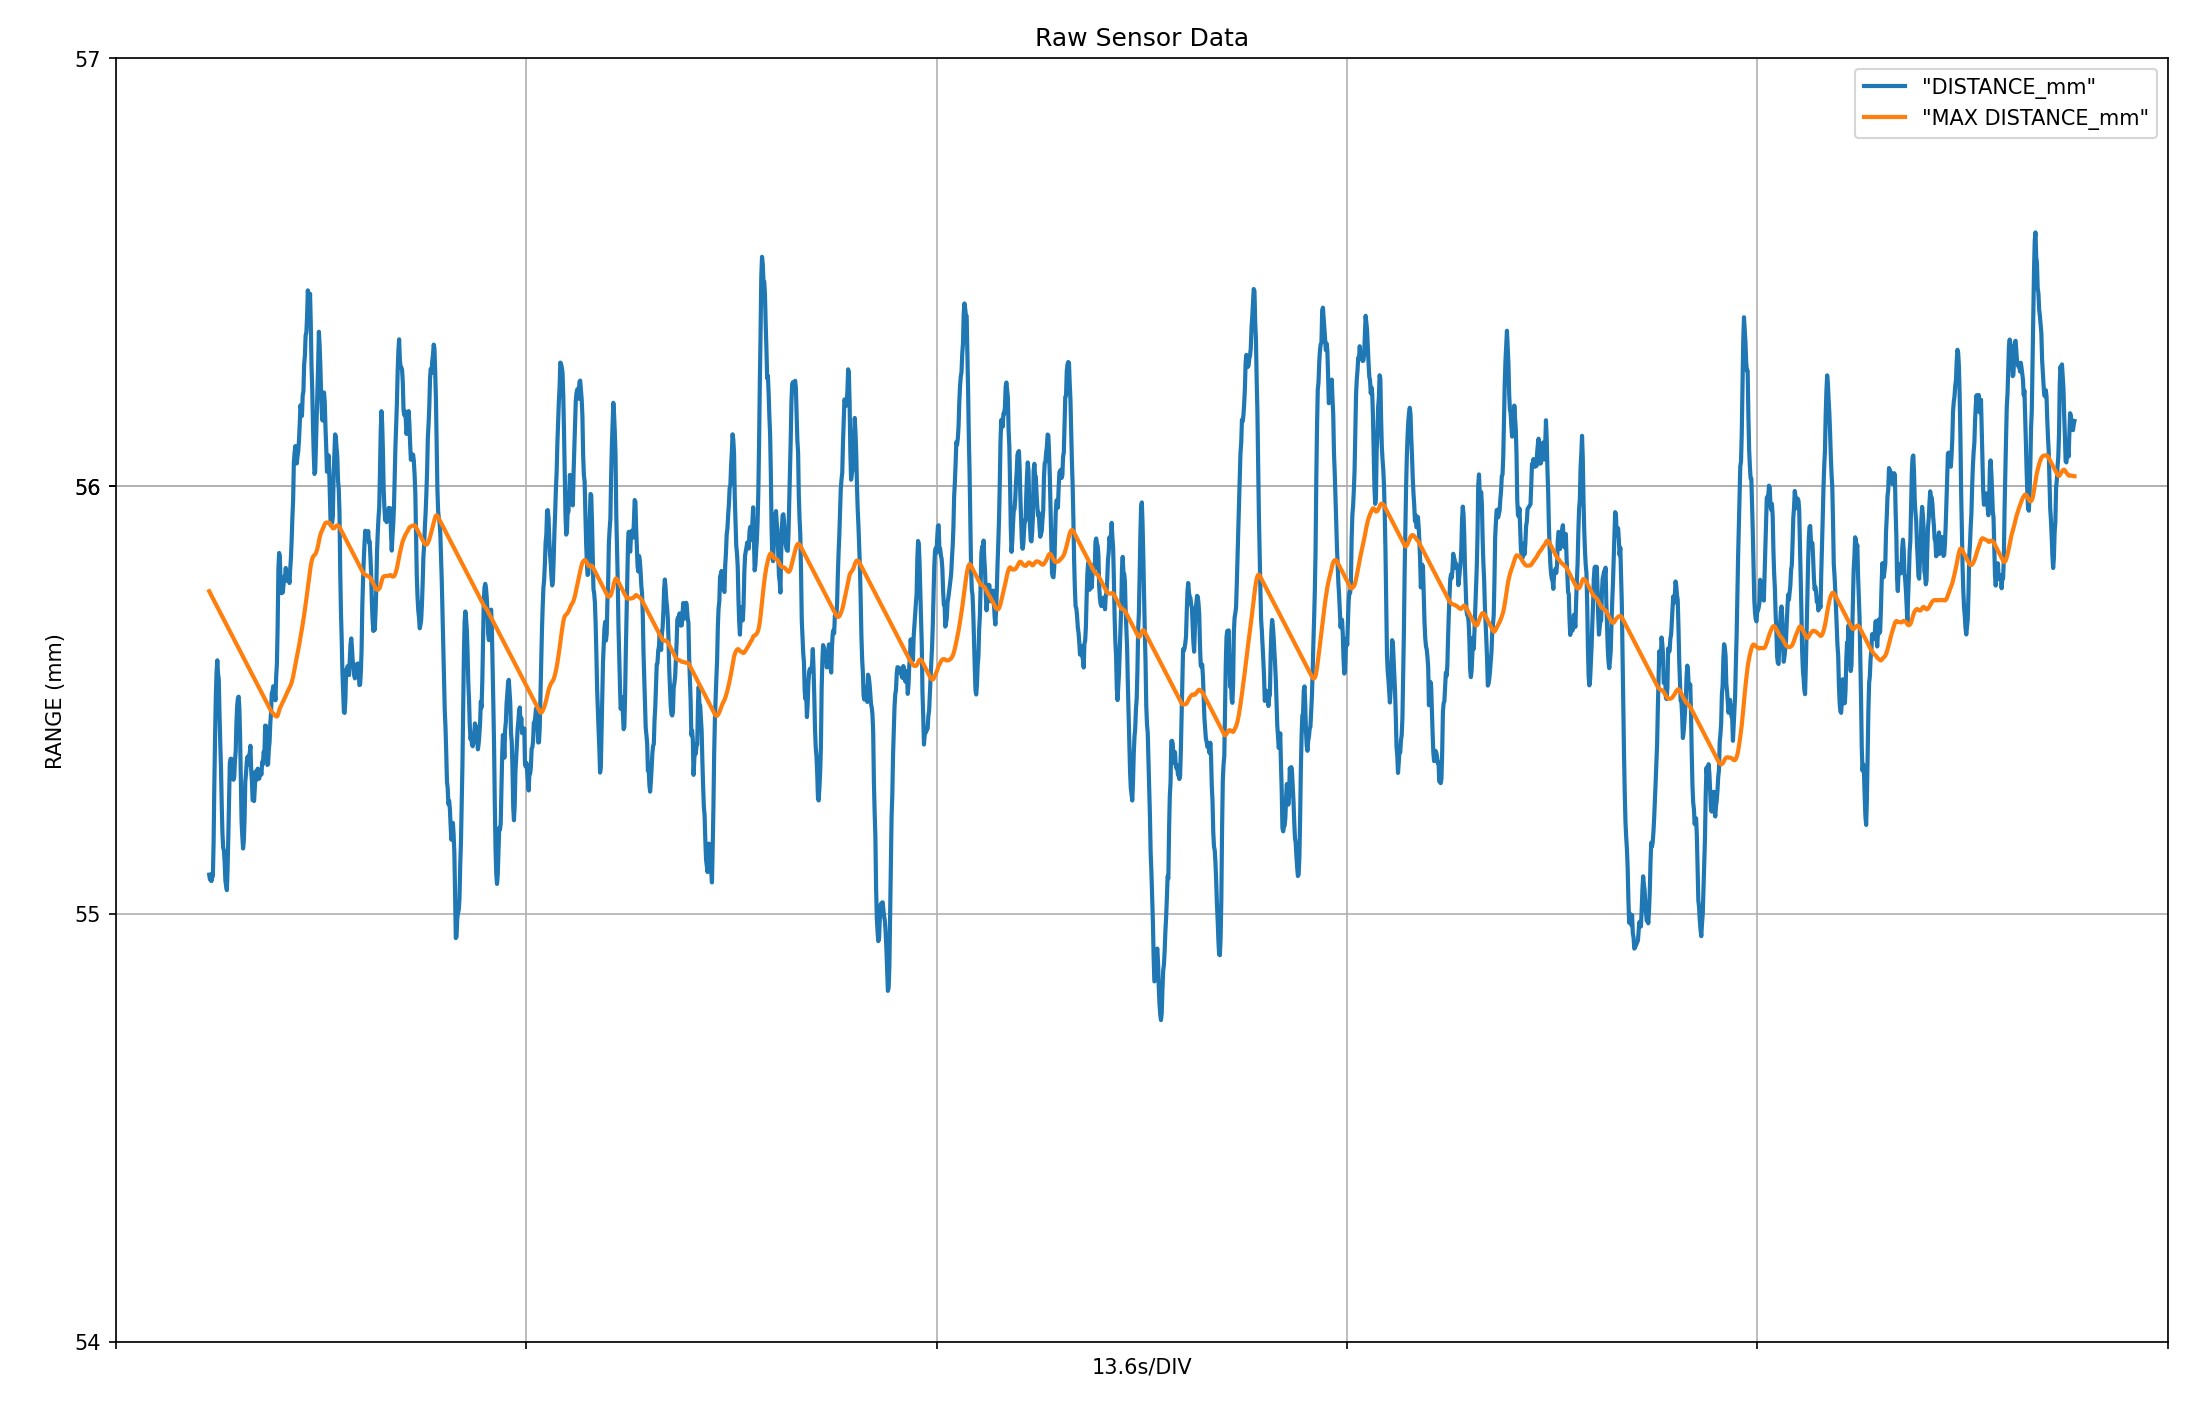 Raw Sensor Data
57
"DISTANCE_mm"
"MAX DISTANCE_mm"
56
RANGE (mm)
55
54
13.6s/DIV